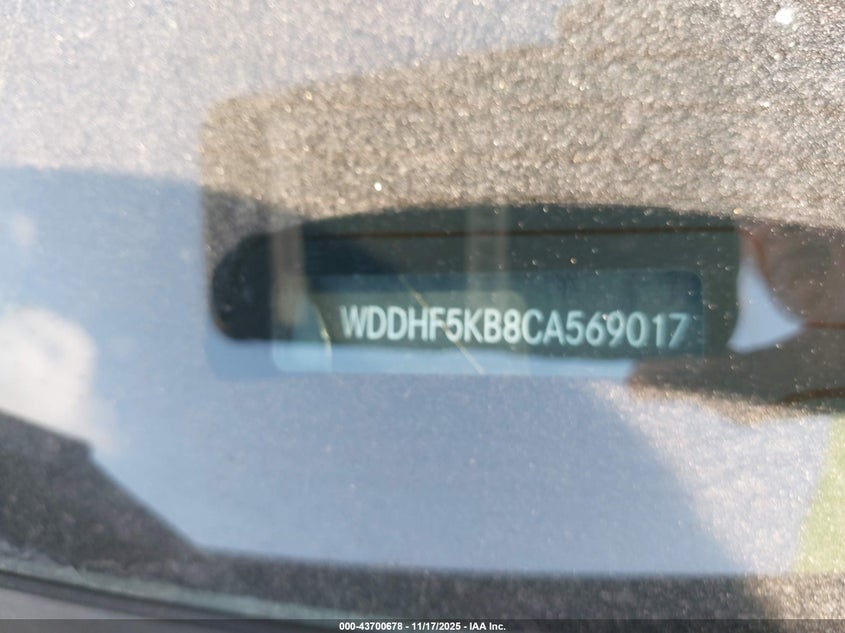 WDDHF5KB8CA569017
000-43700678 - 11/17/2025 - IAA Inc.